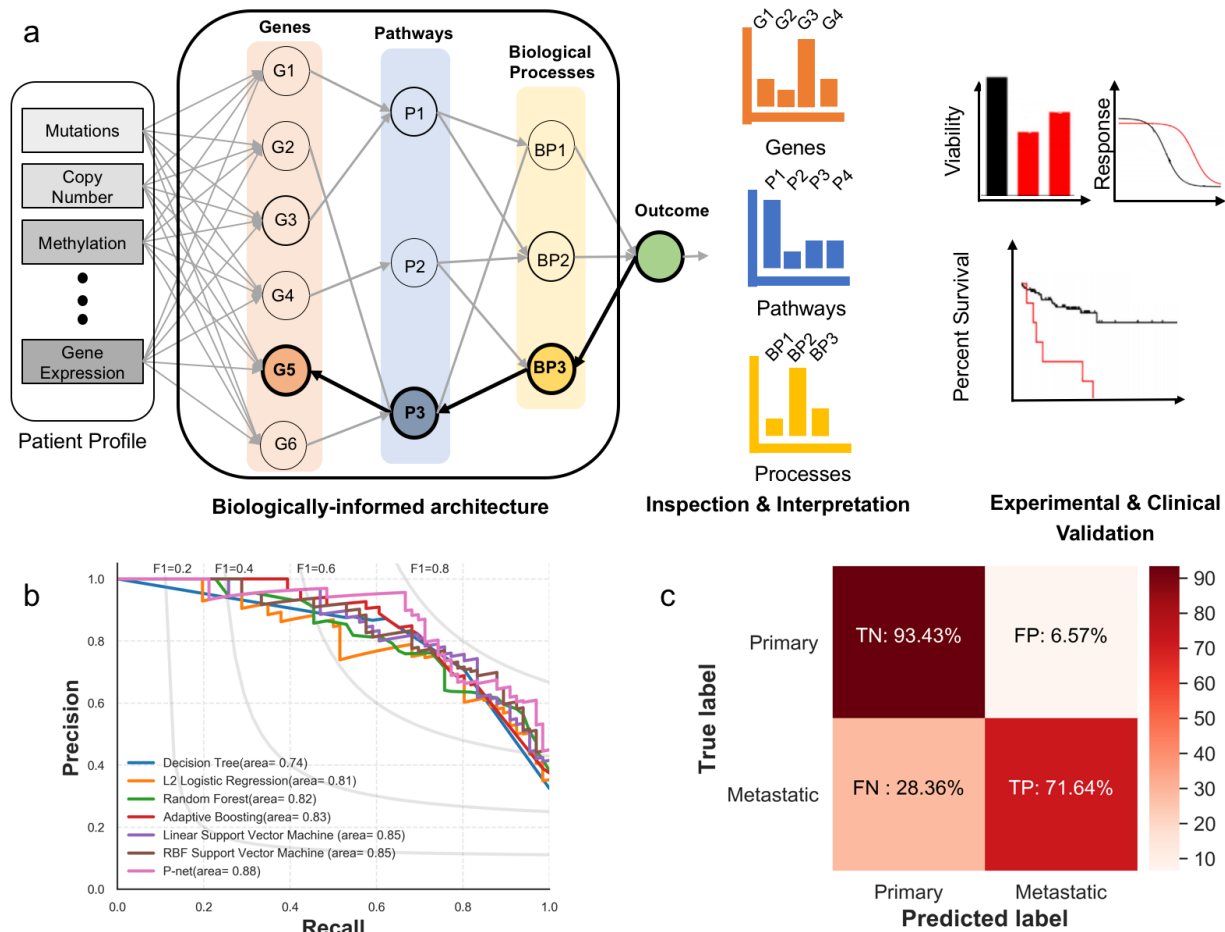 a
Genes
Pathways
Biological
Processes
Patient Profile
Mutations
Copy
Number
Methylation
Gene
Expression
G1
G2
G3
G4
G5
G6
P1
P2
P3
BP1
BP2
BP3
Outcome
Biologically-informed architecture
G1 G2 G3 G4
Genes
P1 P2 P3 P4
Pathways
BP1 BP2 BP3
Processes
Inspection & Interpretation
Viability
Response
Percent Survival
Experimental & Clinical
Validation
b
F1=0.2 F1=0.4 F1=0.6 F1=0.8
1.0
0.8
0.6
0.4
0.2
0.0
Precision
Decision Tree(area= 0.74)
L2 Logistic Regression(area= 0.81)
Random Forest(area= 0.82)
Adaptive Boosting(area= 0.83)
Linear Support Vector Machine (area= 0.85)
RBF Support Vector Machine (area= 0.85)
P-net(area= 0.88)
0.0 0.2 0.4 0.6 0.8 1.0
Recall
c
True label
Primary
Metastatic
TN: 93.43%
FP: 6.57%
FN : 28.36%
TP: 71.64%
Primary Metastatic
Predicted label
90
80
70
60
50
40
30
20
10